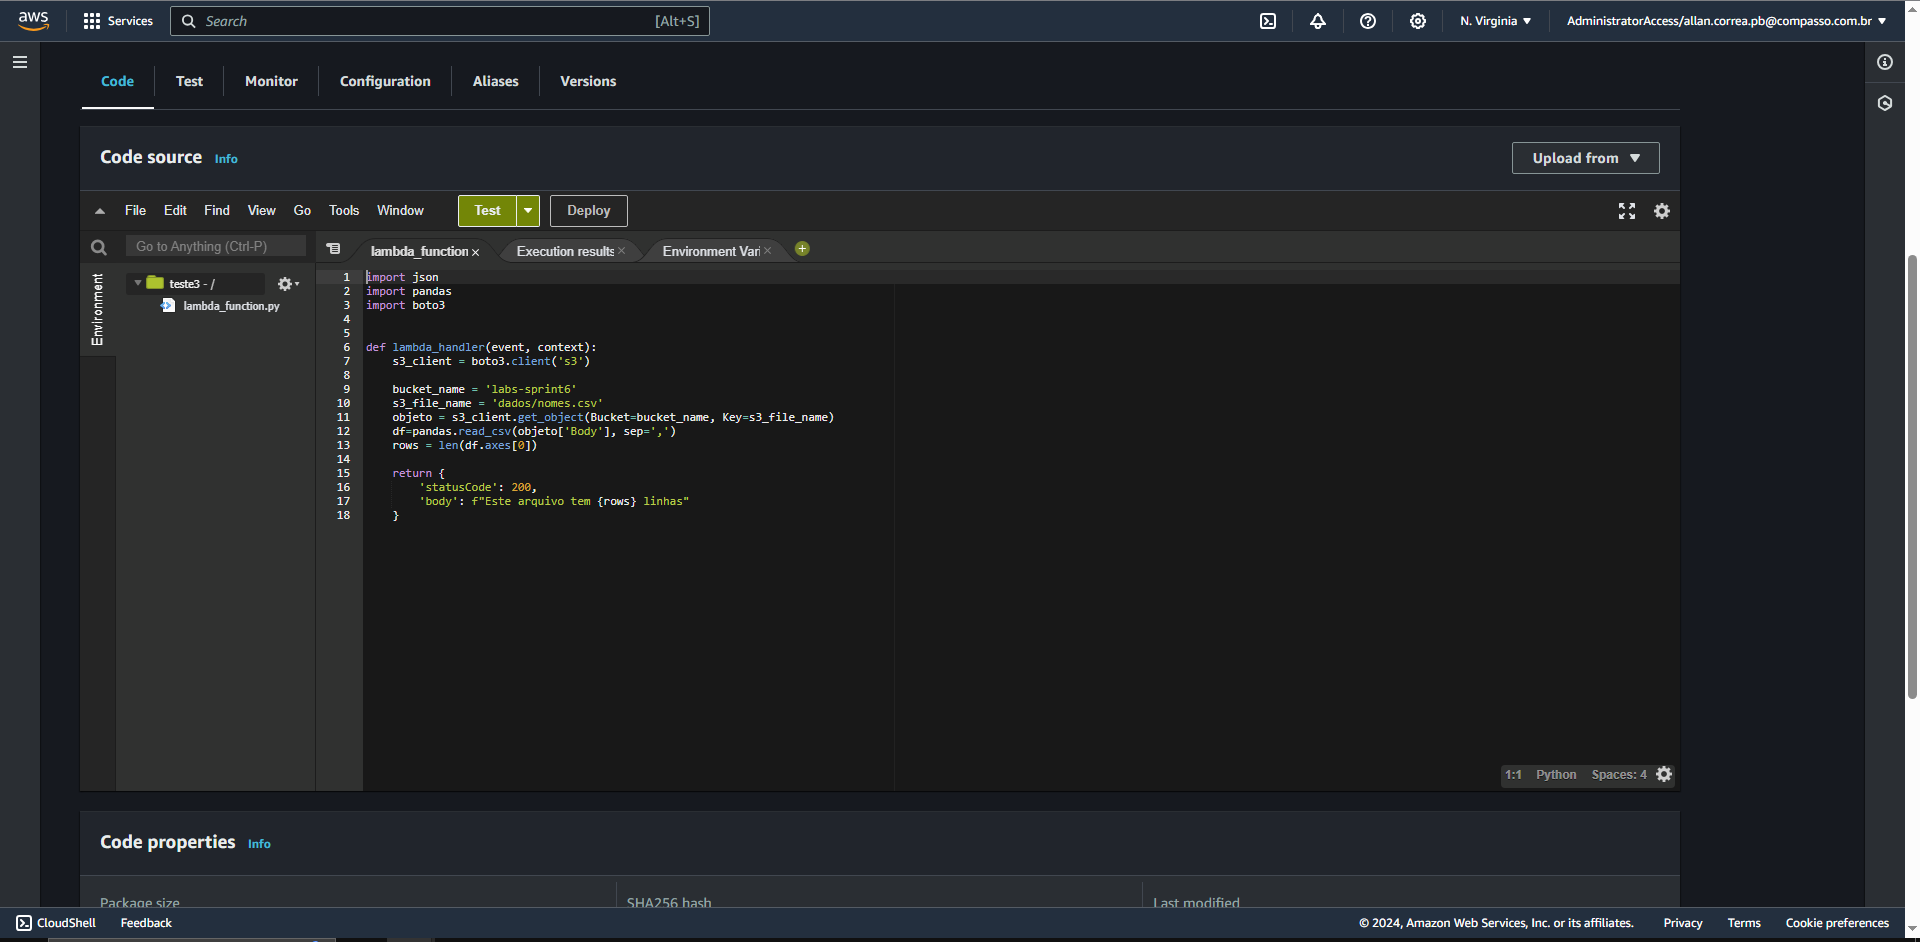 aws Services Search [Alt+S] N. Virginia ▼ AdministratorAccess/allan.correa.pb@compasso.com.br ▼
Code Test Monitor Configuration Aliases Versions
Code source Info Upload from ▼
File Edit Find View Go Tools Window Test Deploy
Go to Anything (Ctrl-P) lambda_function × Execution results × Environment Vari ×
Environment
teste3 - /
lambda_function.py
1 import json
2 import pandas
3 import boto3
4
5
6 def lambda_handler(event, context):
7     s3_client = boto3.client('s3')
8
9     bucket_name = 'labs-sprint6'
10     s3_file_name = 'dados/nomes.csv'
11     objeto = s3_client.get_object(Bucket=bucket_name, Key=s3_file_name)
12     df=pandas.read_csv(objeto['Body'], sep=',')
13     rows = len(df.axes[0])
14
15     return {
16         'statusCode': 200,
17         'body': f"Este arquivo tem {rows} linhas"
18     }
1:1 Python Spaces: 4
Code properties Info
Package size SHA256 hash Last modified
CloudShell Feedback © 2024, Amazon Web Services, Inc. or its affiliates. Privacy Terms Cookie preferences